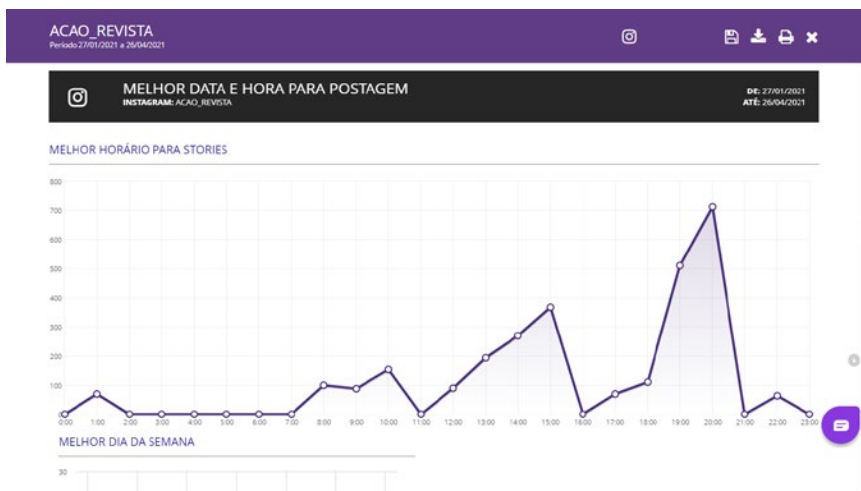 ACAO_REVISTA
Período 27/01/2021 a 26/04/2021
MELHOR DATA E HORA PARA POSTAGEM
INSTAGRAM: ACAO_REVISTA
DE: 27/01/2021
ATÉ: 26/04/2021
MELHOR HORÁRIO PARA STORIES
800
700
600
500
400
300
200
100
0:00 1:00 2:00 3:00 4:00 5:00 6:00 7:00 8:00 9:00 10:00 11:00 12:00 13:00 14:00 15:00 16:00 17:00 18:00 19:00 20:00 21:00 22:00 23:00
MELHOR DIA DA SEMANA
30